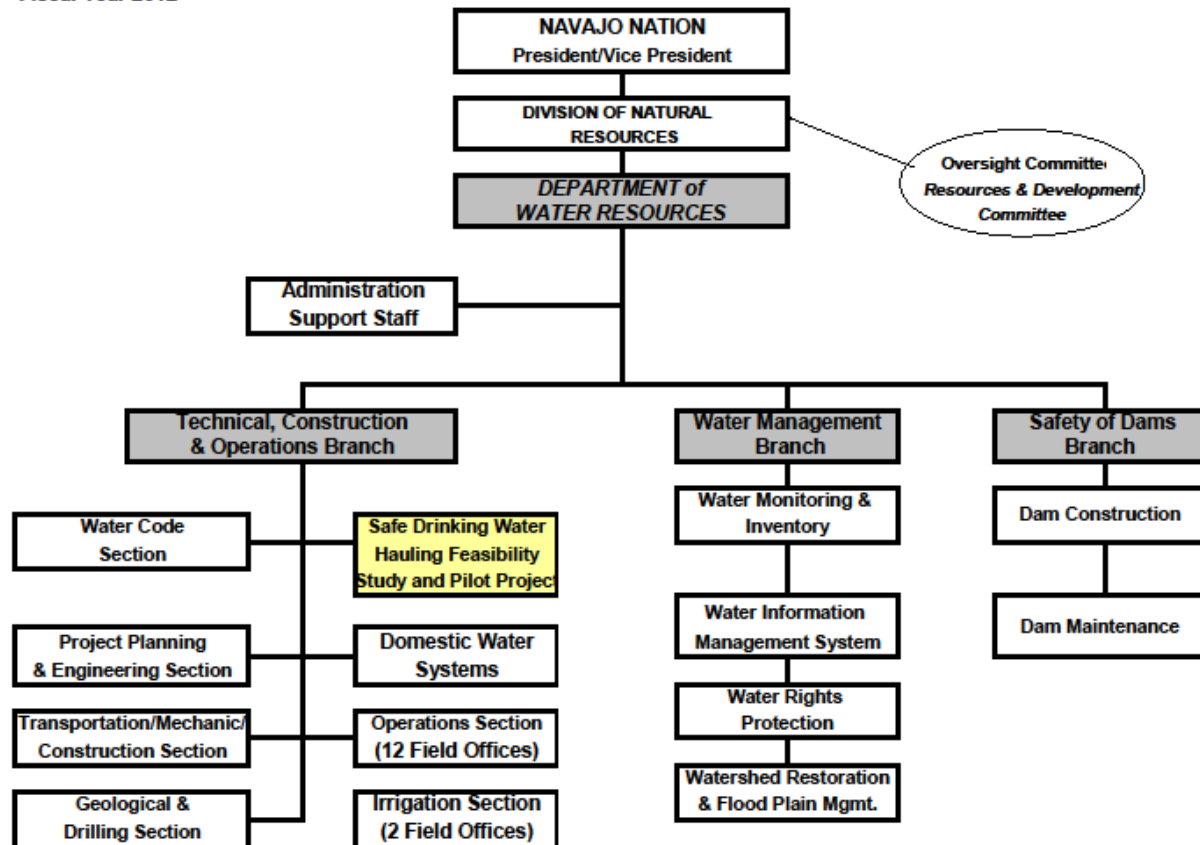 NAVAJO NATION
President/Vice President
DIVISION OF NATURAL
RESOURCES
Oversight Committe
Resources & Development
Committee
DEPARTMENT of
WATER RESOURCES
Administration
Support Staff
Technical, Construction
& Operations Branch
Water Management
Branch
Safety of Dams
Branch
Water Code
Section
Safe Drinking Water
Hauling Feasibility
Study and Pilot Project
Water Monitoring &
Inventory
Dam Construction
Project Planning
& Engineering Section
Domestic Water
Systems
Water Information
Management System
Dam Maintenance
Transportation/Mechanic/
Construction Section
Operations Section
(12 Field Offices)
Water Rights
Protection
Geological &
Drilling Section
Irrigation Section
(2 Field Offices)
Watershed Restoration
& Flood Plain Mgmt.